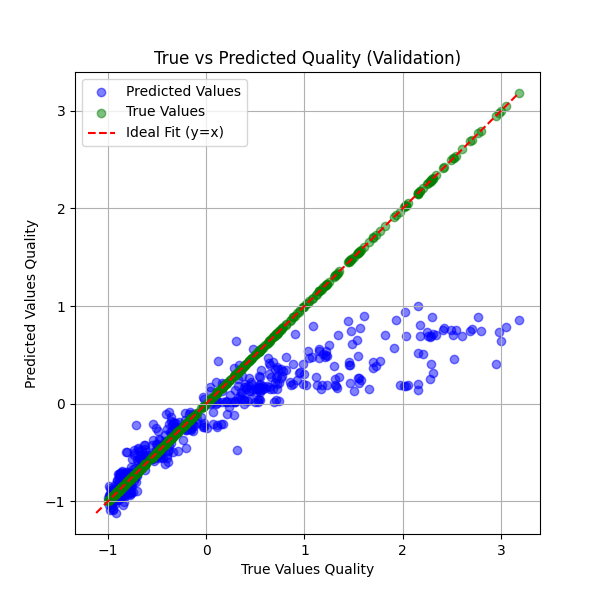 True vs Predicted Quality (Validation)
Predicted Values
True Values
Ideal Fit (y=x)
3
2
1
0
−1
Predicted Values Quality
−1 0 1 2 3
True Values Quality